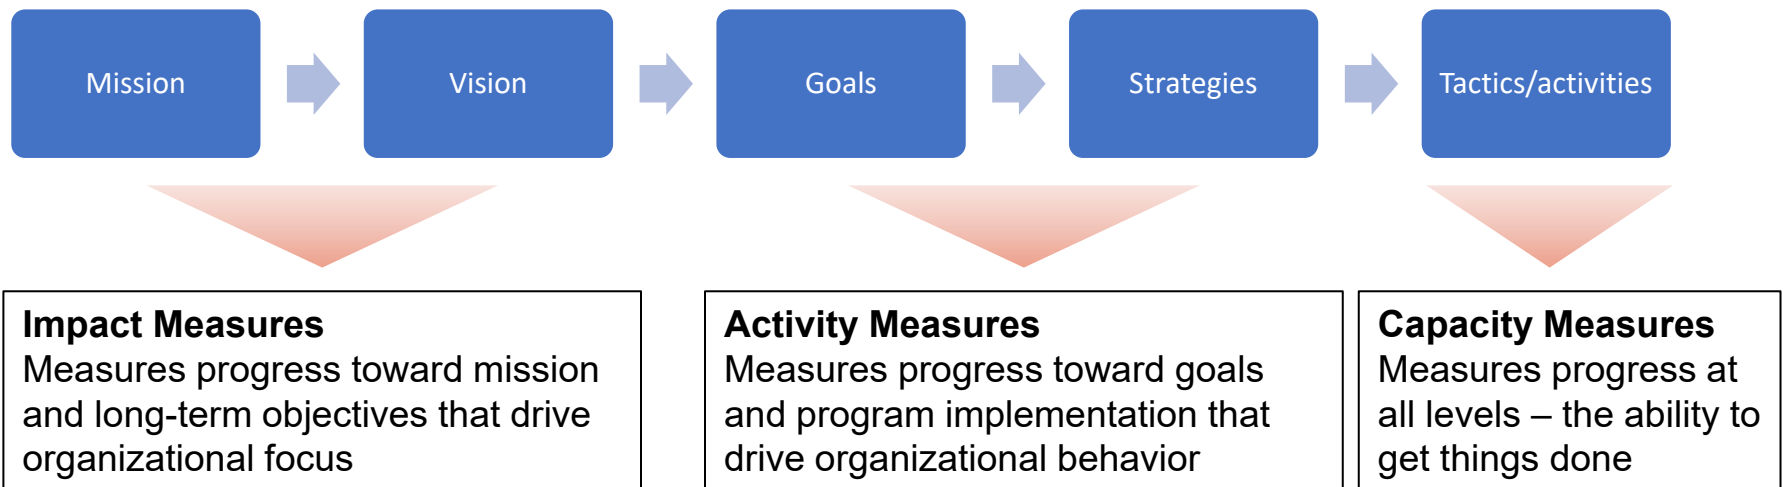 Mission
Vision
Goals
Strategies
Tactics/activities
Impact Measures
Measures progress toward mission
and long-term objectives that drive
organizational focus
Activity Measures
Measures progress toward goals
and program implementation that
drive organizational behavior
Capacity Measures
Measures progress at
all levels – the ability to
get things done